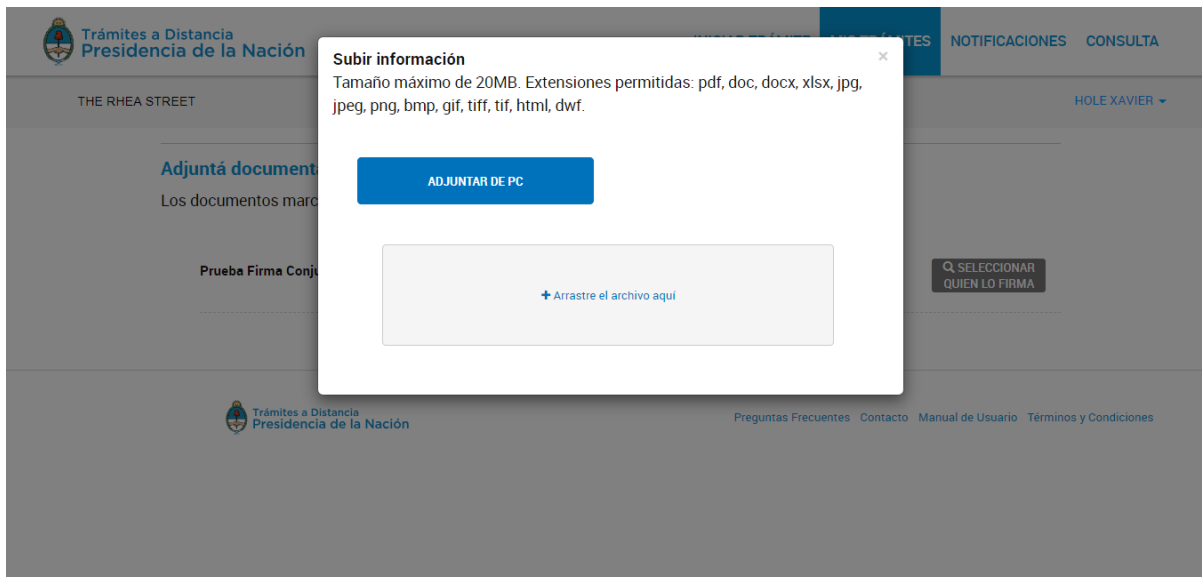 Trámites a Distancia
Presidencia de la Nación
NOTIFICACIONES
CONSULTA
THE RHEA STREET
HOLE XAVIER
Subir información
×
Tamaño máximo de 20MB. Extensiones permitidas: pdf, doc, docx, xlsx, jpg,
jpeg, png, bmp, gif, tiff, tif, html, dwf.
Adjuntá
ADJUNTAR DE PC
Los documentos
Prueba Firma
+ Arrastre el archivo aquí
SELECCIONAR
QUIEN LO FIRMA
Trámites a Distancia
Presidencia de la Nación
Preguntas Frecuentes Contacto Manual de Usuario Términos y Condiciones